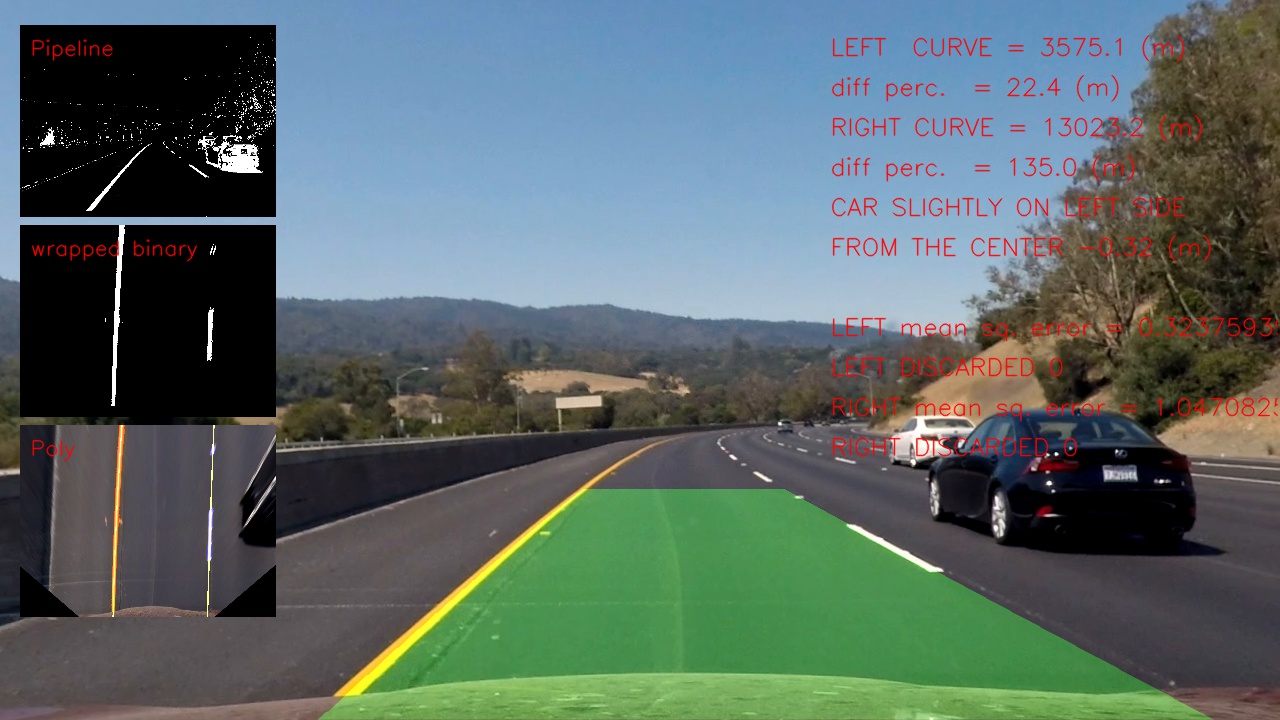 Pipeline
wrapped binary
Poly
LEFT  CURVE = 3575.1 (m)
diff perc.  = 22.4 (m)
RIGHT CURVE = 13023.2 (m)
diff perc.  = 135.0 (m)
CAR SLIGHTLY ON LEFT SIDE
FROM THE CENTER -0.32 (m)
LEFT mean sq. error = 0.3237593
LEFT DISCARDED 0
RIGHT mean sq. error = 1.047082
RIGHT DISCARDED 0